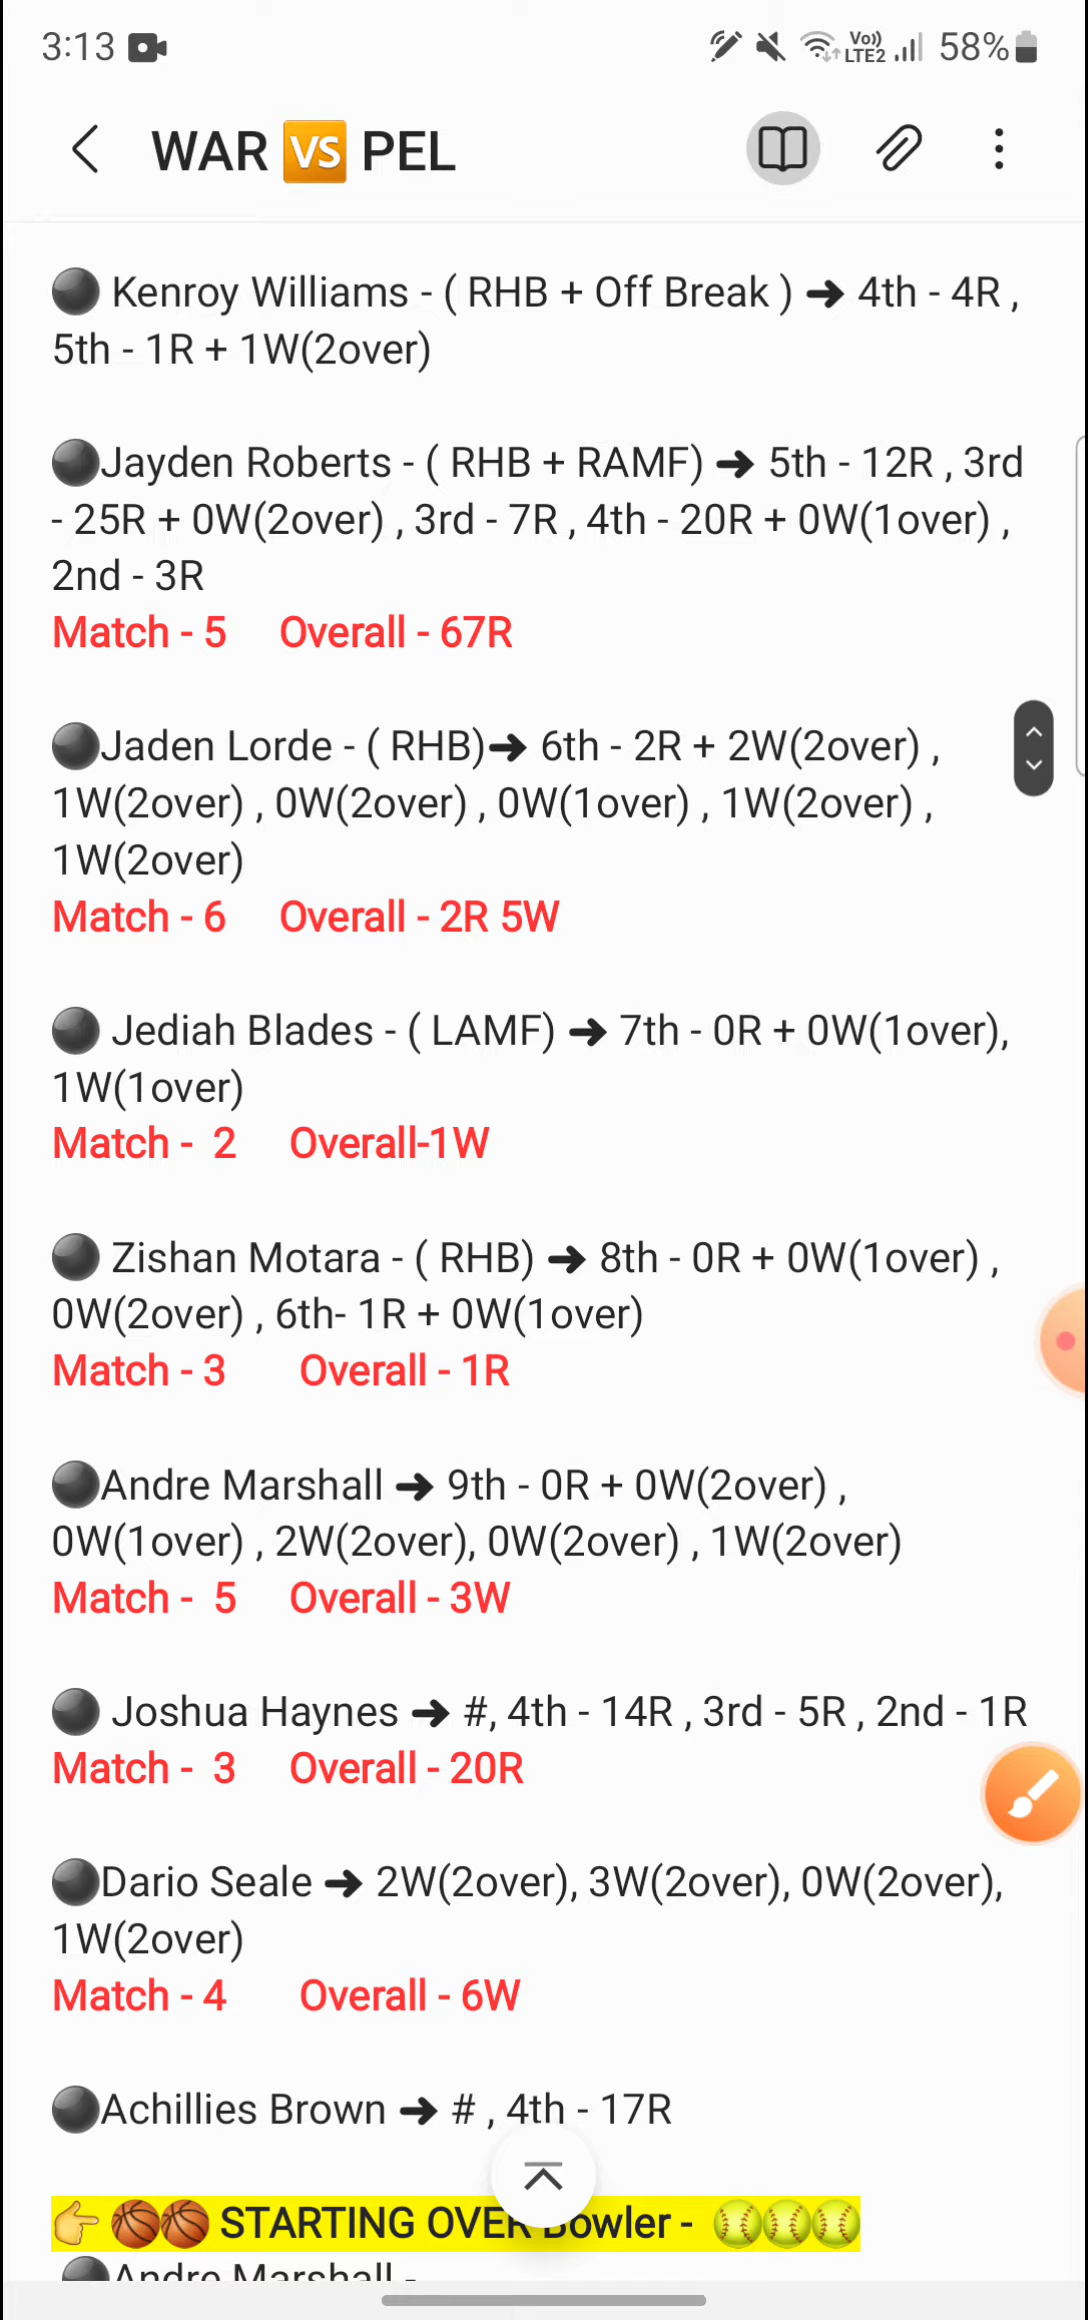 3:13 Vo)) LTE2 58%
WAR VS PEL
Kenroy Williams - ( RHB + Off Break ) ➔ 4th - 4R ,
5th - 1R + 1W(2over)
Jayden Roberts - ( RHB + RAMF) ➔ 5th - 12R , 3rd
- 25R + 0W(2over) , 3rd - 7R , 4th - 20R + 0W(1over) ,
2nd - 3R
Match - 5 Overall - 67R
Jaden Lorde - ( RHB)➔ 6th - 2R + 2W(2over) ,
1W(2over) , 0W(2over) , 0W(1over) , 1W(2over) ,
1W(2over)
Match - 6 Overall - 2R 5W
Jediah Blades - ( LAMF) ➔ 7th - 0R + 0W(1over),
1W(1over)
Match - 2 Overall-1W
Zishan Motara - ( RHB) ➔ 8th - 0R + 0W(1over) ,
0W(2over) , 6th- 1R + 0W(1over)
Match - 3 Overall - 1R
Andre Marshall ➔ 9th - 0R + 0W(2over) ,
0W(1over) , 2W(2over), 0W(2over) , 1W(2over)
Match - 5 Overall - 3W
Joshua Haynes ➔ #, 4th - 14R , 3rd - 5R , 2nd - 1R
Match - 3 Overall - 20R
Dario Seale ➔ 2W(2over), 3W(2over), 0W(2over),
1W(2over)
Match - 4 Overall - 6W
Achillies Brown ➔ # , 4th - 17R
👉🏀🏀 STARTING OVER Bowler - 🥎🥎🥎
Andre Marshall -